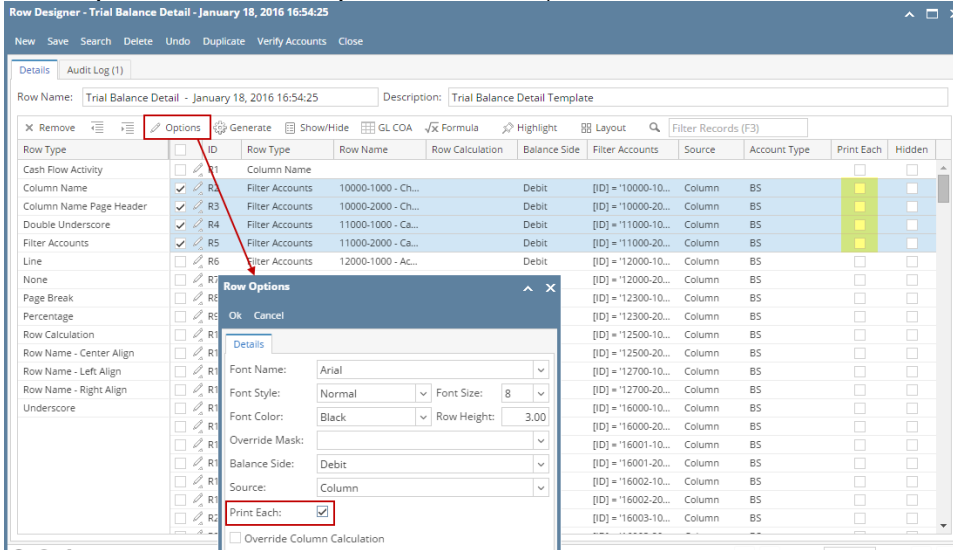 Row Designer - Trial Balance Detail - January 18, 2016 16:54:25
New Save Search Delete Undo Duplicate Verify Accounts Close
Details Audit Log (1)
Row Name: Trial Balance Detail - January 18, 2016 16:54:25 Description: Trial Balance Detail Template
Remove Options Generate Show/Hide GL COA Formula Highlight Layout Filter Records (F3)
Row Type ID Row Type Row Name Row Calculation Balance Side Filter Accounts Source Account Type Print Each Hidden
Cash Flow Activity R1 Column Name
Column Name R2 Filter Accounts 10000-1000 - Ch... Debit [ID] = '10000-10... Column BS
Column Name Page Header R3 Filter Accounts 10000-2000 - Ch... Debit [ID] = '10000-20... Column BS
Double Underscore R4 Filter Accounts 11000-1000 - Ca... Debit [ID] = '11000-10... Column BS
Filter Accounts R5 Filter Accounts 11000-2000 - Ca... Debit [ID] = '11000-20... Column BS
Line R6 Filter Accounts 12000-1000 - Ac... Debit [ID] = '12000-10... Column BS
None R7 [ID] = '12000-20... Column BS
Page Break R8 [ID] = '12300-10... Column BS
Percentage R9 [ID] = '12300-20... Column BS
Row Calculation R1 [ID] = '12500-10... Column BS
Row Name - Center Align R1 [ID] = '12500-20... Column BS
Row Name - Left Align R1 [ID] = '12700-10... Column BS
Row Name - Right Align R1 [ID] = '12700-20... Column BS
Underscore R1 [ID] = '16000-10... Column BS
R1 [ID] = '16000-20... Column BS
R1 [ID] = '16001-10... Column BS
R1 [ID] = '16001-20... Column BS
R1 [ID] = '16002-10... Column BS
R1 [ID] = '16002-20... Column BS
R2 [ID] = '16003-10... Column BS
Row Options
Ok Cancel
Details
Font Name: Arial
Font Style: Normal Font Size: 8
Font Color: Black Row Height: 3.00
Override Mask:
Balance Side: Debit
Source: Column
Print Each:
Override Column Calculation